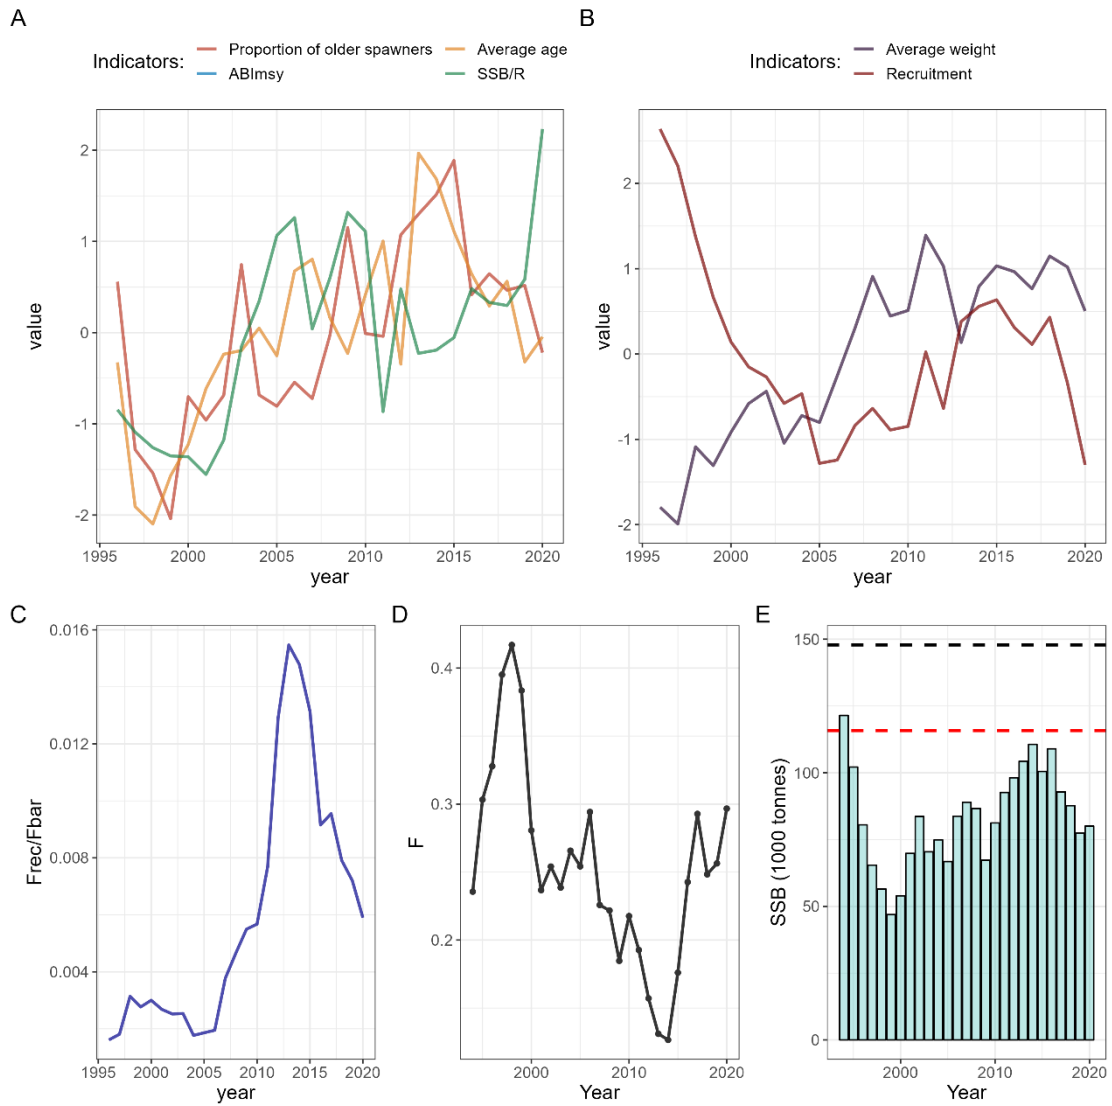 A
Indicators:
Proportion of older spawners
Average age
ABImsy
SSB/R
value
2
1
0
-1
-2
1995
2000
2005
2010
2015
2020
year
B
Indicators:
Average weight
Recruitment
value
2
1
0
-1
-2
1995
2000
2005
2010
2015
2020
year
C
Frec/Fbar
0.016
0.012
0.008
0.004
1995
2000
2005
2010
2015
2020
year
D
F
0.4
0.3
0.2
2000
2010
2020
Year
E
SSB (1000 tonnes)
150
100
50
0
2000
2010
2020
Year